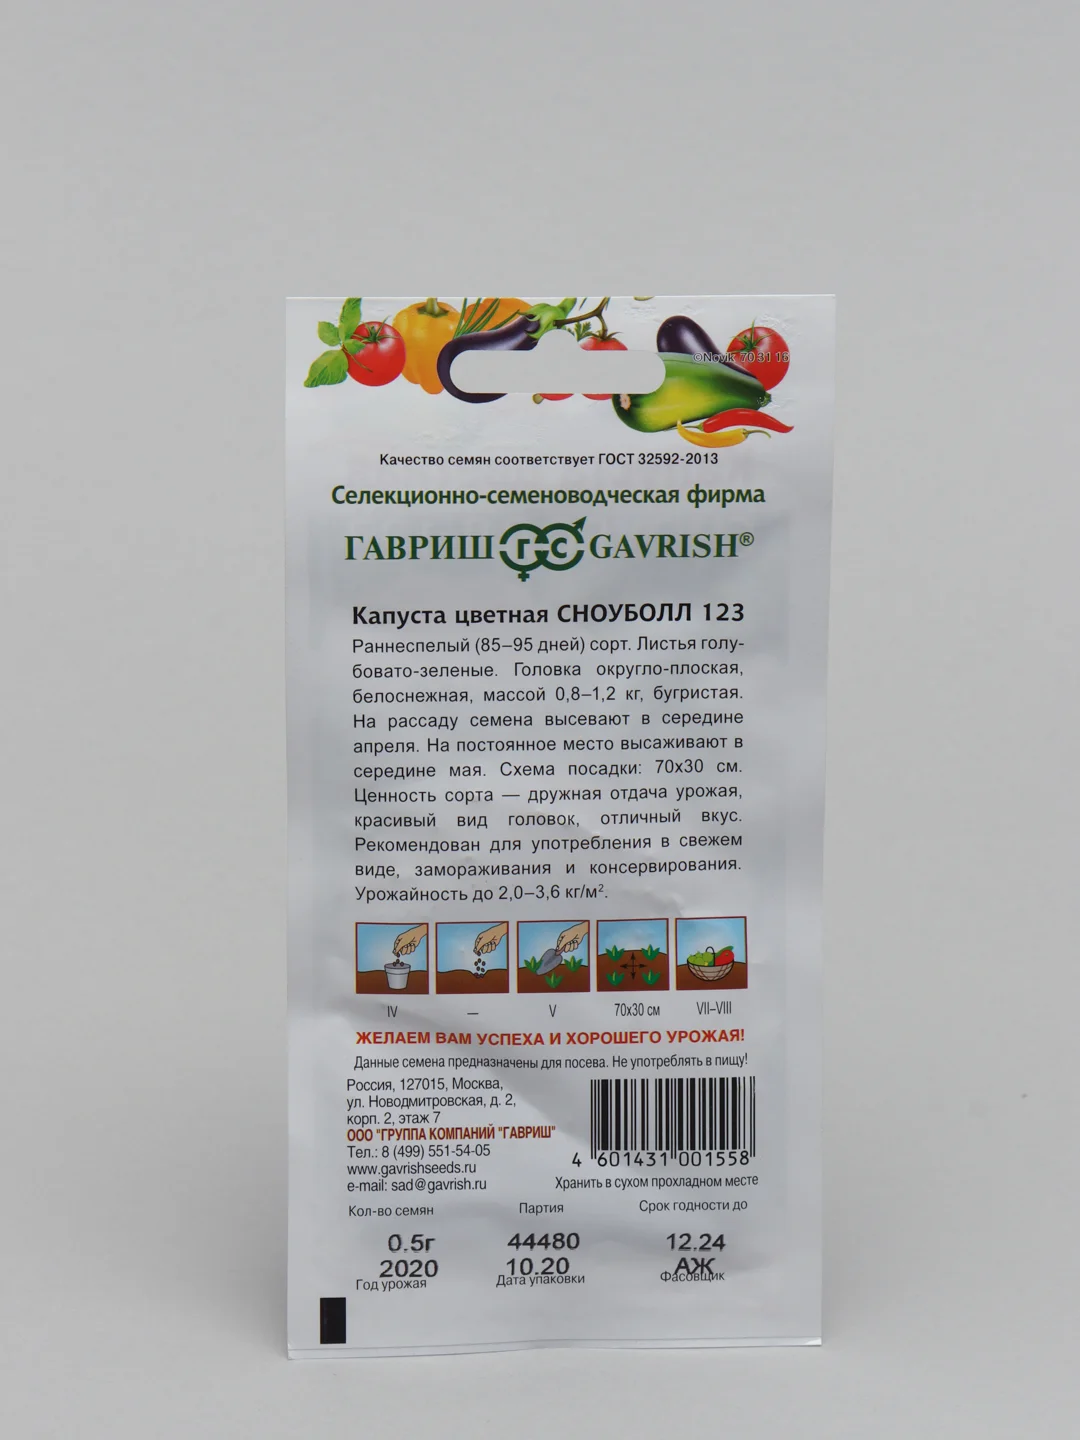 ©Novik 70 31 16
Качество семян соответствует ГОСТ 32592-2013
Селекционно-семеноводческая фирма
ГАВРИШ ГС GAVRISH®
Капуста цветная СНОУБОЛЛ 123
Раннеспелый (85–95 дней) сорт. Листья голу-
бовато-зеленые. Головка округло-плоская,
белоснежная, массой 0,8–1,2 кг, бугристая.
На рассаду семена высевают в середине
апреля. На постоянное место высаживают в
середине мая. Схема посадки: 70х30 см.
Ценность сорта — дружная отдача урожая,
красивый вид головок, отличный вкус.
Рекомендован для употребления в свежем
виде, замораживания и консервирования.
Урожайность до 2,0–3,6 кг/м².
IV — V 70х30 см VII–VIII
ЖЕЛАЕМ ВАМ УСПЕХА И ХОРОШЕГО УРОЖАЯ!
Данные семена предназначены для посева. Не употреблять в пищу!
Россия, 127015, Москва,
ул. Новодмитровская, д. 2,
корп. 2, этаж 7
ООО "ГРУППА КОМПАНИЙ "ГАВРИШ"
Тел.: 8 (499) 551-54-05
www.gavrishseeds.ru
e-mail: sad@gavrish.ru
4 601431 001558
Хранить в сухом прохладном месте
Кол-во семян Партия Срок годности до
0.5г 44480 12.24
2020 10.20 АЖ
Год урожая Дата упаковки Фасовщик